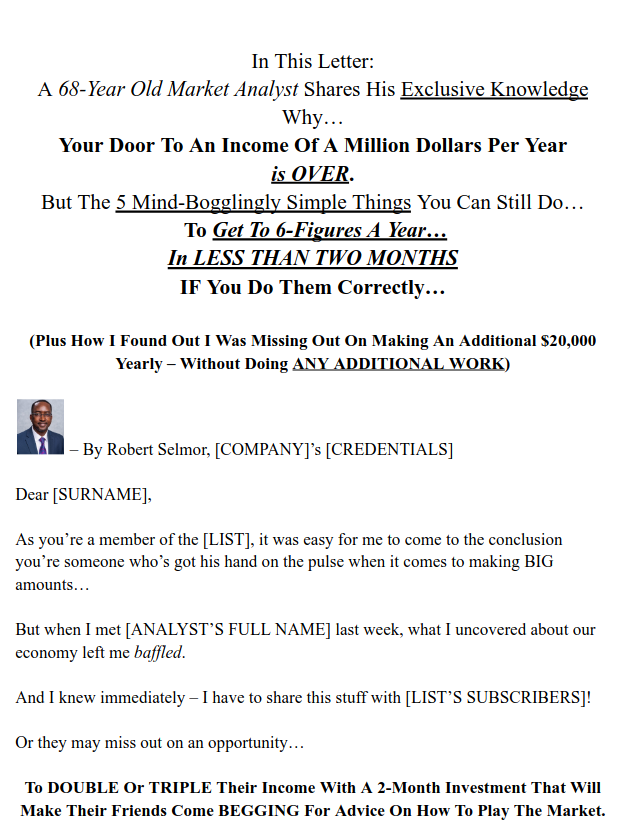 In This Letter:
A 68-Year Old Market Analyst Shares His Exclusive Knowledge
Why…
Your Door To An Income Of A Million Dollars Per Year
is OVER.
But The 5 Mind-Bogglingly Simple Things You Can Still Do…
To Get To 6-Figures A Year…
In LESS THAN TWO MONTHS
IF You Do Them Correctly…
(Plus How I Found Out I Was Missing Out On Making An Additional $20,000
Yearly – Without Doing ANY ADDITIONAL WORK)
– By Robert Selmor, [COMPANY]’s [CREDENTIALS]
Dear [SURNAME],
As you’re a member of the [LIST], it was easy for me to come to the conclusion
you’re someone who’s got his hand on the pulse when it comes to making BIG
amounts…
But when I met [ANALYST’S FULL NAME] last week, what I uncovered about our
economy left me baffled.
And I knew immediately – I have to share this stuff with [LIST’S SUBSCRIBERS]!
Or they may miss out on an opportunity…
To DOUBLE Or TRIPLE Their Income With A 2-Month Investment That Will
Make Their Friends Come BEGGING For Advice On How To Play The Market.